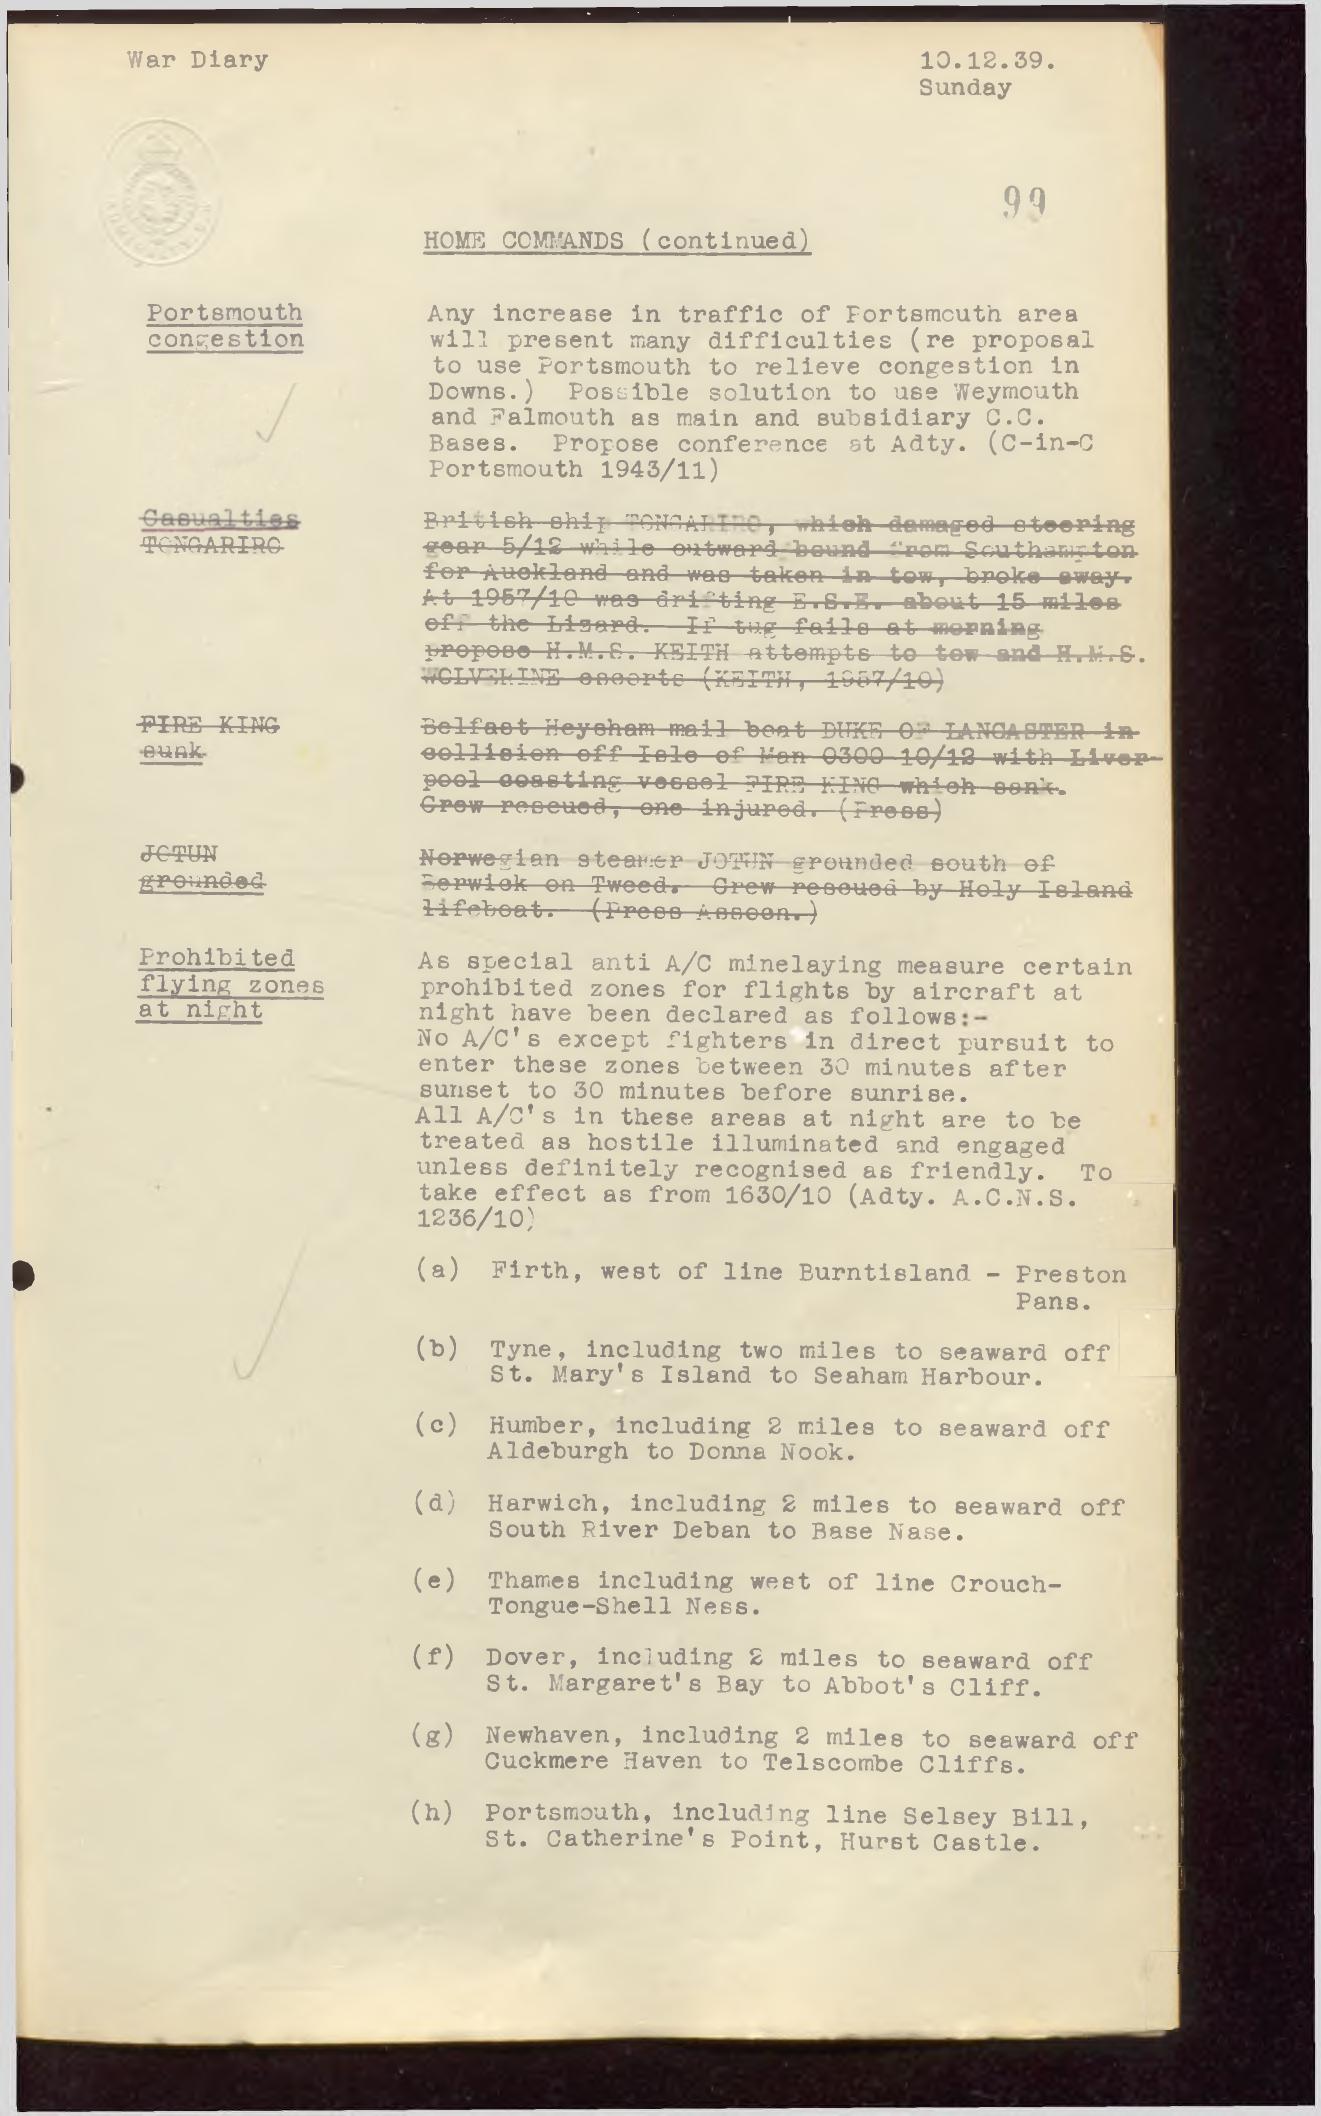 War Diary
10.12.39.
Sunday
99
HOME COMMANDS (continued)
Portsmouth
congestion
Any increase in traffic of Portsmouth area
will present many difficulties (re proposal
to use Portsmouth to relieve congestion in
Downs.)  Possible solution to use Weymouth
and Falmouth as main and subsidiary C.C.
Bases.  Propose conference at Adty. (C-in-C
Portsmouth 1943/11)
Casualties
TONGARIRO
British ship TONGARIRO, which damaged steering
gear 5/12 while outward bound from Southampton
for Auckland and was taken in tow, broke away.
At 1957/10 was drifting E.S.E. about 15 miles
off the Lizard.  If tug fails at morning
propose H.M.S. KEITH attempts to tow and H.M.S.
WOLVERINE escorts (KEITH, 1957/10)
FIRE KING
sunk
Belfast Heysham mail boat DUKE OF LANCASTER in
collision off Isle of Man 0300 10/12 with Liver-
pool coasting vessel FIRE KING which sank.
Crew rescued, one injured. (Press)
JOTUN
grounded
Norwegian steamer JOTUN grounded south of
Berwick on Tweed.  Crew rescued by Holy Island
lifeboat.  (Press Assocn.)
Prohibited
flying zones
at night
As special anti A/C minelaying measure certain
prohibited zones for flights by aircraft at
night have been declared as follows:-
No A/C's except fighters in direct pursuit to
enter these zones between 30 minutes after
sunset to 30 minutes before sunrise.
All A/C's in these areas at night are to be
treated as hostile illuminated and engaged
unless definitely recognised as friendly.  To
take effect as from 1630/10 (Adty. A.C.N.S.
1236/10)
(a)  Firth, west of line Burntisland - Preston
Pans.
(b)  Tyne, including two miles to seaward off
St. Mary's Island to Seaham Harbour.
(c)  Humber, including 2 miles to seaward off
Aldeburgh to Donna Nook.
(d)  Harwich, including 2 miles to seaward off
South River Deban to Base Nase.
(e)  Thames including west of line Crouch-
Tongue-Shell Ness.
(f)  Dover, including 2 miles to seaward off
St. Margaret's Bay to Abbot's Cliff.
(g)  Newhaven, including 2 miles to seaward off
Cuckmere Haven to Telscombe Cliffs.
(h)  Portsmouth, including line Selsey Bill,
St. Catherine's Point, Hurst Castle.